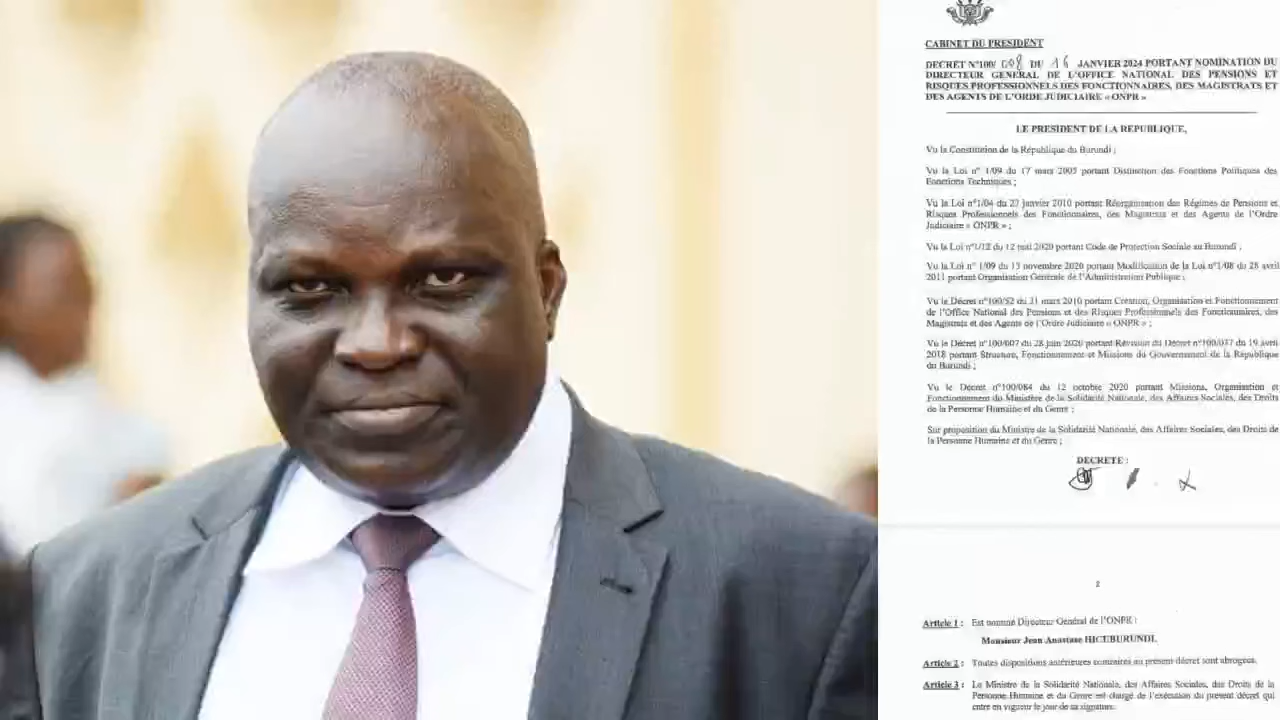 CABINET DU PRESIDENT
DECRET N°100/ 008 DU 16 JANVIER 2024 PORTANT NOMINATION DU
DIRECTEUR GENERAL DE L'OFFICE NATIONAL DES PENSIONS ET
RISQUES PROFESSIONNELS DES FONCTIONNAIRES, DES MAGISTRATS ET
DES AGENTS DE L'ORDE JUDICIAIRE « ONPR »
LE PRESIDENT DE LA REPUBLIQUE,
Vu la Constitution de la République du Burundi ;
Vu la Loi n° 1/09 du 17 mars 2005 portant Distinction des Fonctions Politiques des
Fonctions Techniques ;
Vu la Loi n°1/04 du 27 janvier 2010 portant Réorganisation des Régimes de Pensions et
Risques Professionnels des Fonctionnaires, des Magistrats et des Agents de l'Ordre
Judiciaire « ONPR » ;
Vu la Loi n°1/12 du 12 mai 2020 portant Code de Protection Sociale au Burundi ;
Vu la Loi n° 1/09 du 13 novembre 2020 portant Modification de la Loi n°1/08 du 28 avril
2011 portant Organisation Générale de l'Administration Publique ;
Vu le Décret n°100/52 du 31 mars 2010 portant Création, Organisation et Fonctionnement
de l'Office National des Pensions et des Risques Professionnels des Fonctionnaires, des
Magistrats et des Agents de l'Ordre Judiciaire « ONPR » ;
Vu le Décret n°100/007 du 28 juin 2020 portant Révision du Décret n°100/037 du 19 avril
2018 portant Structure, Fonctionnement et Missions du Gouvernement de la République
du Burundi ;
Vu le Décret n°100/084 du 12 octobre 2020 portant Missions, Organisation et
Fonctionnement du Ministère de la Solidarité Nationale, des Affaires Sociales, des Droits
de la Personne Humaine et du Genre ;
Sur proposition du Ministre de la Solidarité Nationale, des Affaires Sociales, des Droits de
la Personne Humaine et du Genre ;
DECRETE :
2
Article 1 : Est nommé Directeur Général de l'ONPR :
Monsieur Jean Anastase HICEBURUNDI.
Article 2 : Toutes dispositions antérieures contraires au présent décret sont abrogées.
Article 3 : Le Ministre de la Solidarité Nationale, des Affaires Sociales, des Droits de la
Personne Humaine et du Genre est chargé de l'exécution du présent décret qui
entre en vigueur le jour de sa signature.